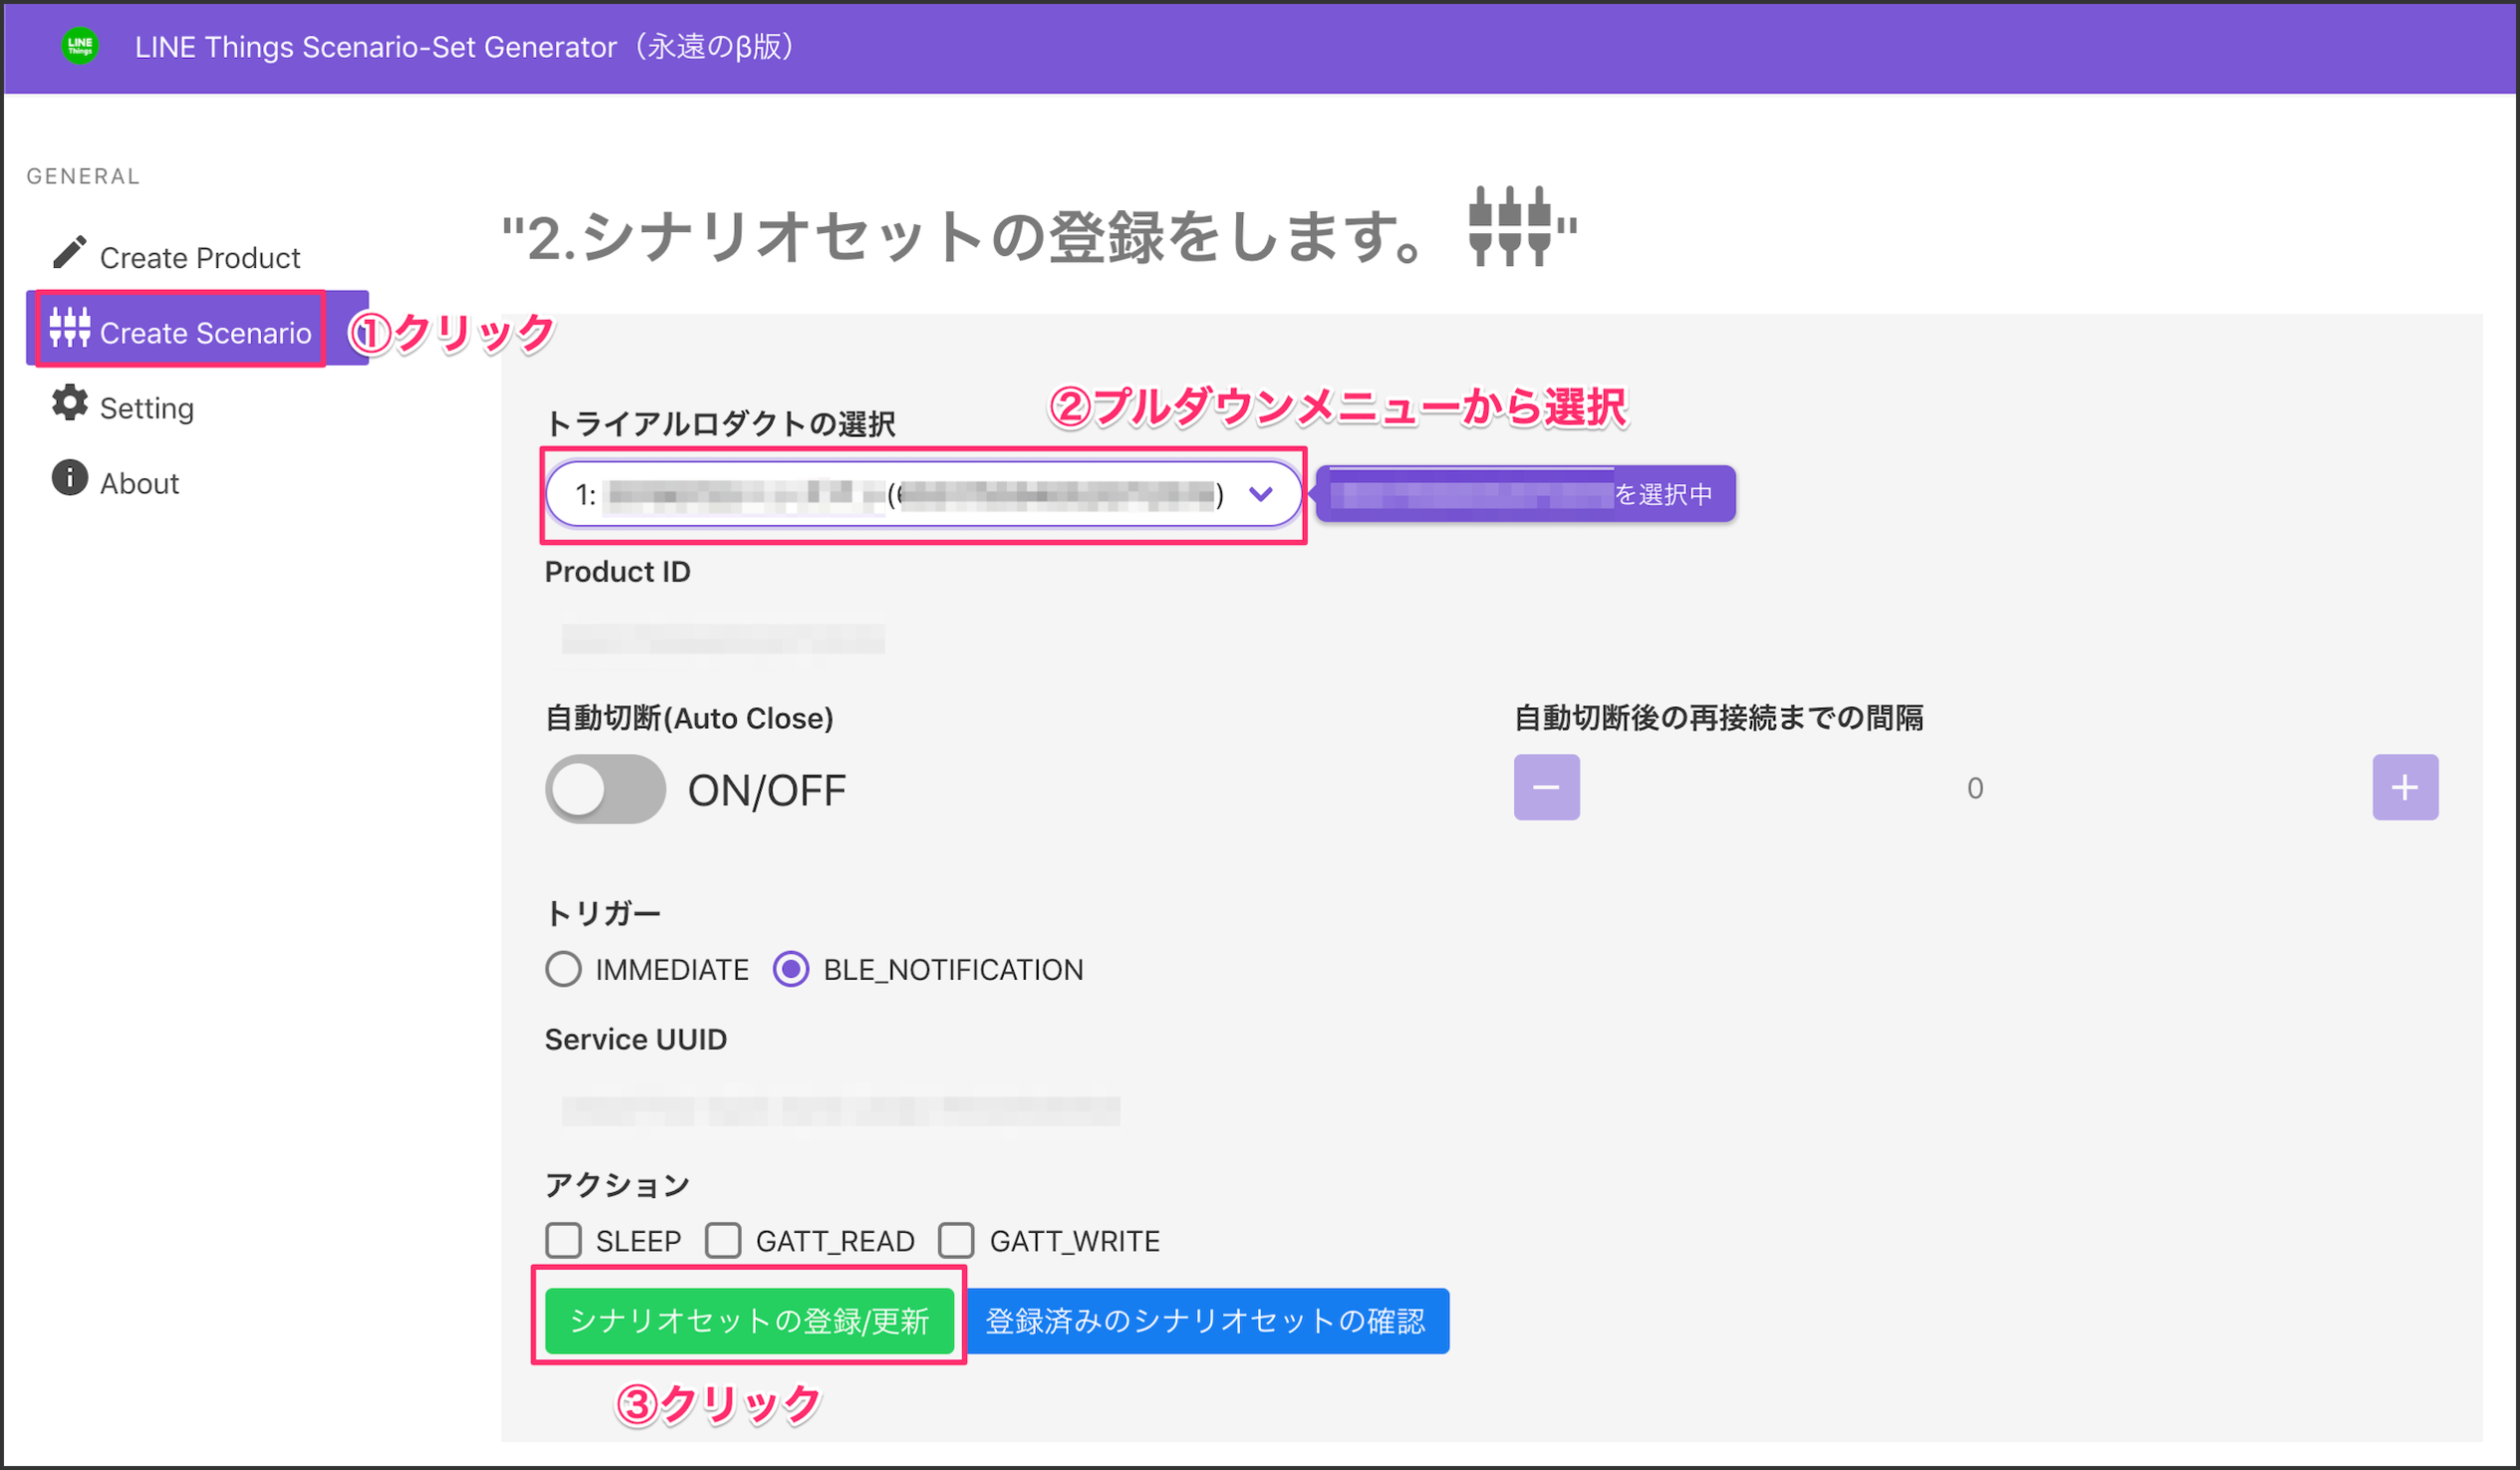 LINE Things
LINE Things Scenario-Set Generator（永遠のβ版）
GENERAL
Create Product
Create Scenario
Setting
About
①クリック
"2.シナリオセットの登録をします。"
②プルダウンメニューから選択
トライアルロダクトの選択
1: ( )
を選択中
Product ID
自動切断(Auto Close)
ON/OFF
自動切断後の再接続までの間隔
− 0 +
トリガー
IMMEDIATE BLE_NOTIFICATION
Service UUID
アクション
SLEEP GATT_READ GATT_WRITE
シナリオセットの登録/更新 登録済みのシナリオセットの確認
③クリック